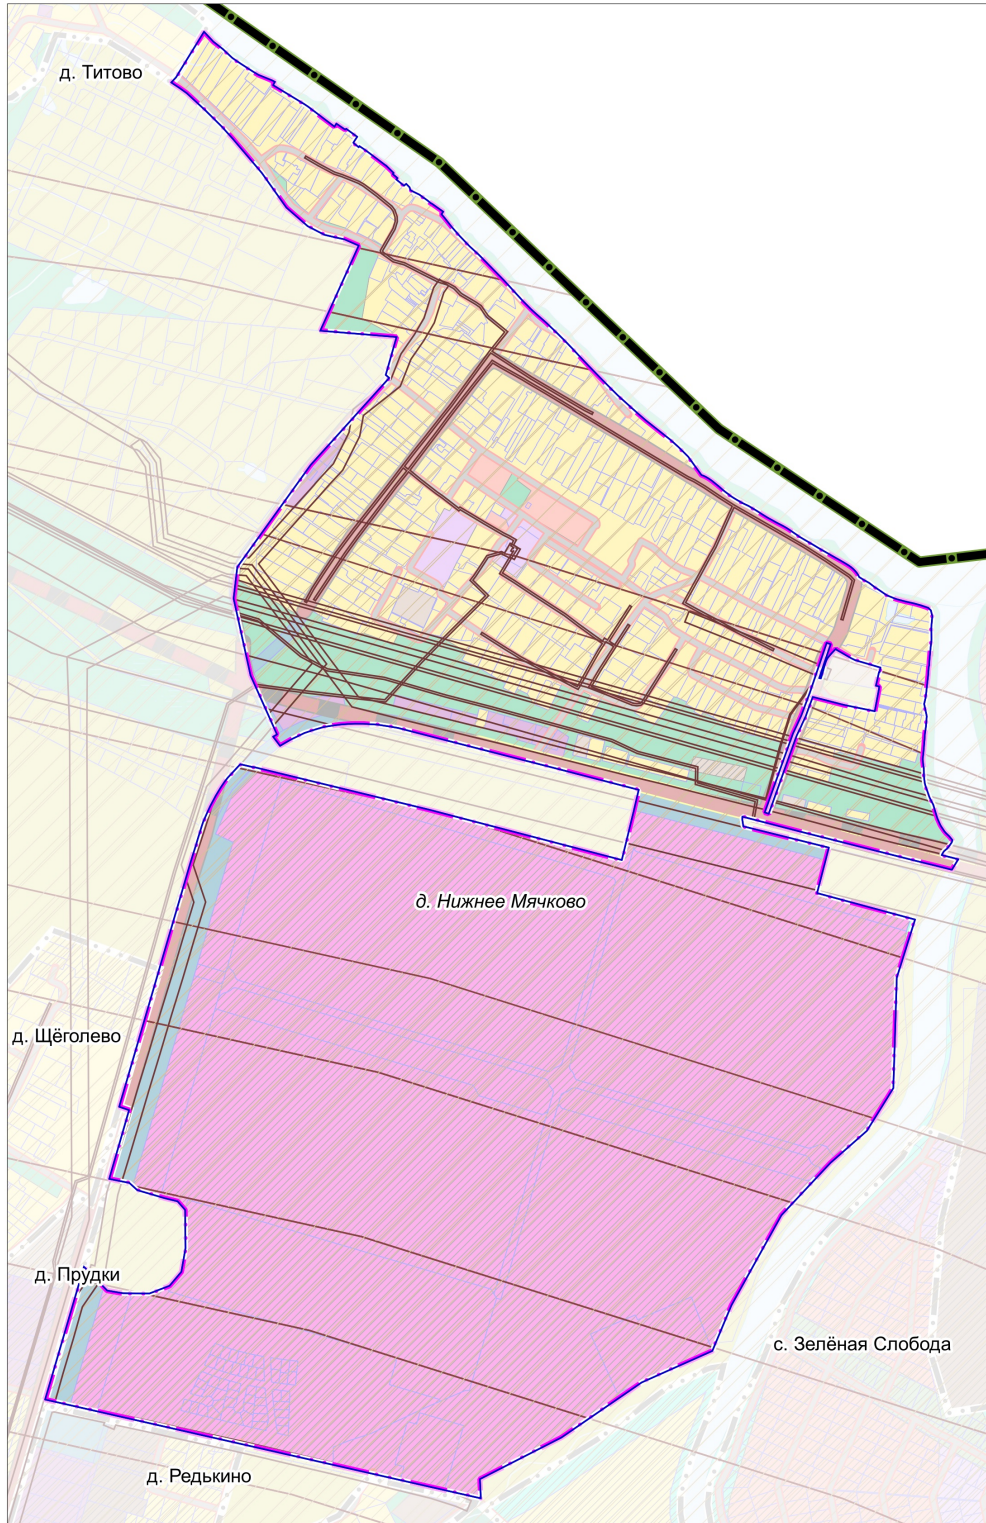 д. Титово
д. Нижнее Мячково
д. Щёголево
д. Прудки
с. Зелёная Слобода
д. Редькино